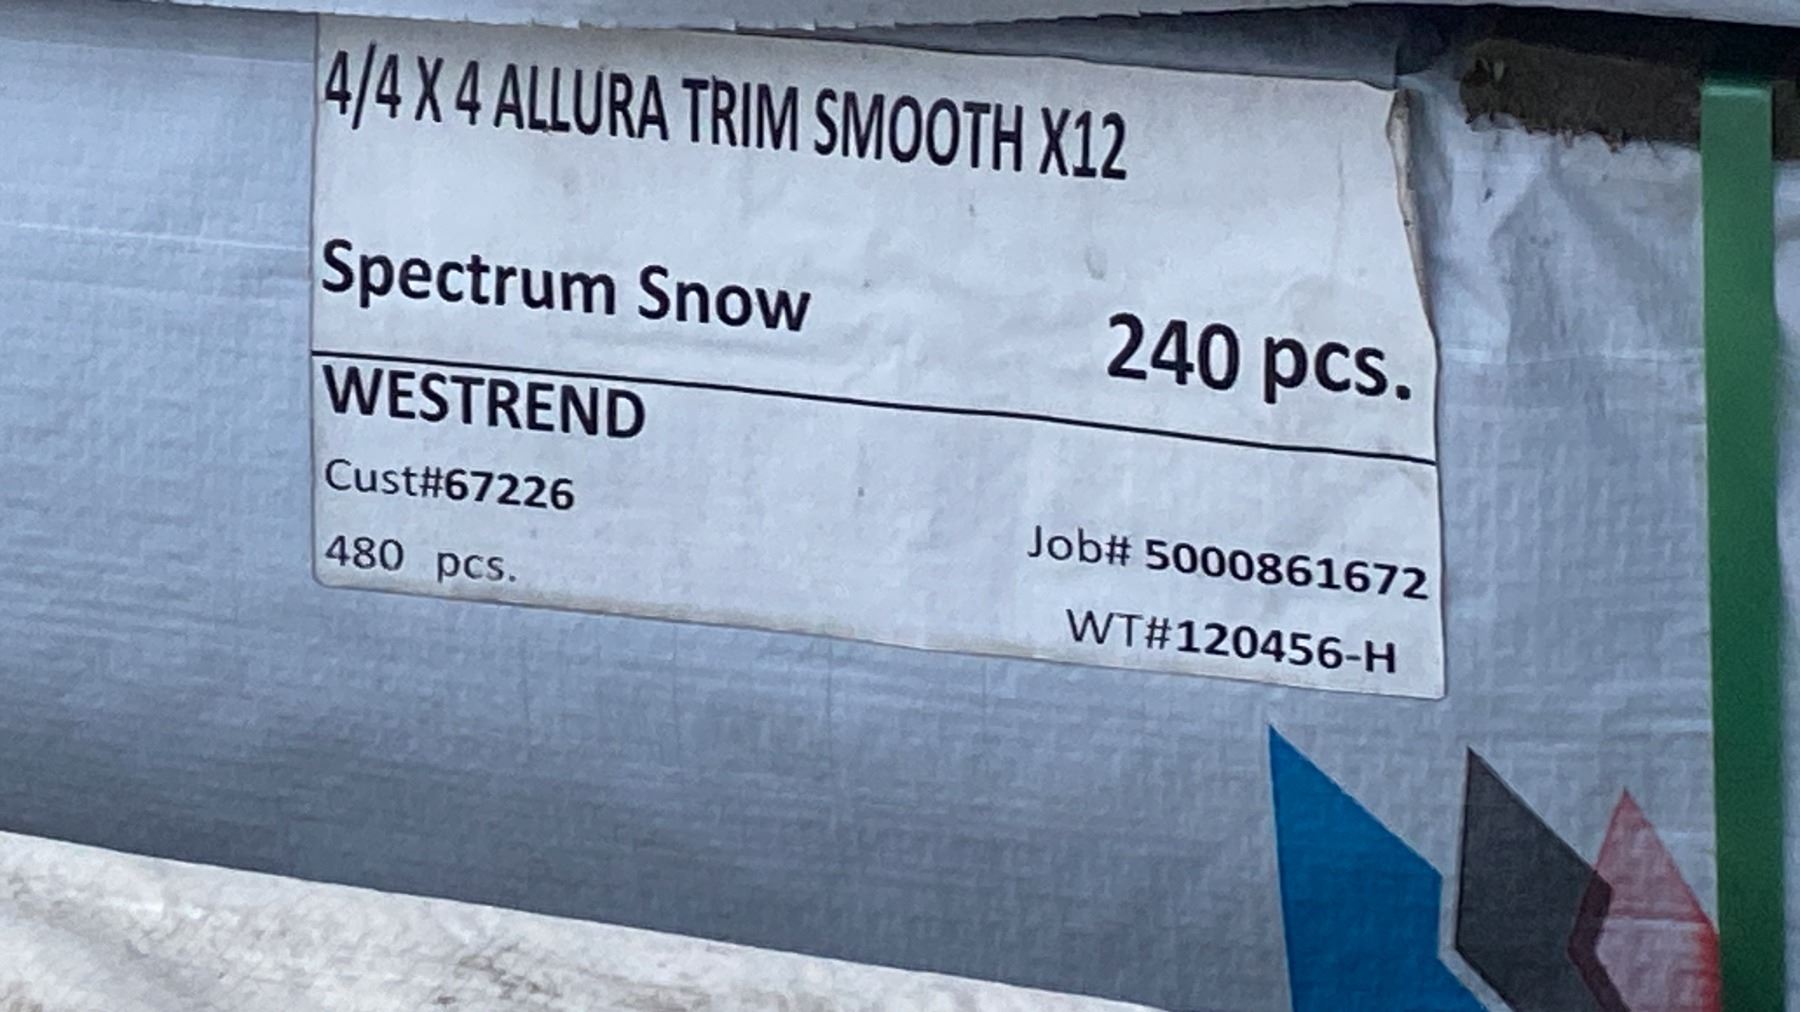 4/4 X 4 ALLURA TRIM SMOOTH X12
Spectrum Snow
240 pcs.
WESTREND
Cust#67226
480 pcs.
Job# 5000861672
WT#120456-H